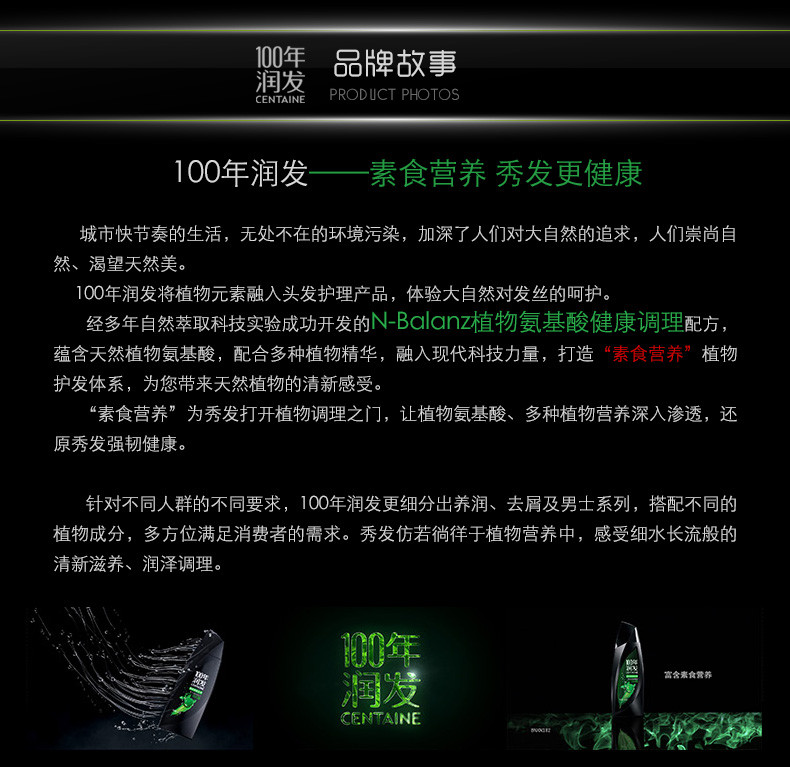 100年
润发
CENTAINE
品牌故事
PRODUCT PHOTOS
100年润发——素食营养 秀发更健康
城市快节奏的生活，无处不在的环境污染，加深了人们对大自然的追求，人们崇尚自
然、渴望天然美。
100年润发将植物元素融入头发护理产品，体验大自然对发丝的呵护。
经多年自然萃取科技实验成功开发的N-Balanz植物氨基酸健康调理配方，
蕴含天然植物氨基酸，配合多种植物精华，融入现代科技力量，打造“素食营养”植物
护发体系，为您带来天然植物的清新感受。
“素食营养”为秀发打开植物调理之门，让植物氨基酸、多种植物营养深入渗透，还
原秀发强韧健康。
针对不同人群的不同要求，100年润发更细分出养润、去屑及男士系列，搭配不同的
植物成分，多方位满足消费者的需求。秀发仿若徜徉于植物营养中，感受细水长流般的
清新滋养、润泽调理。
100年
润发
100年
润发
CENTAINE
100年
润发
富含素食营养